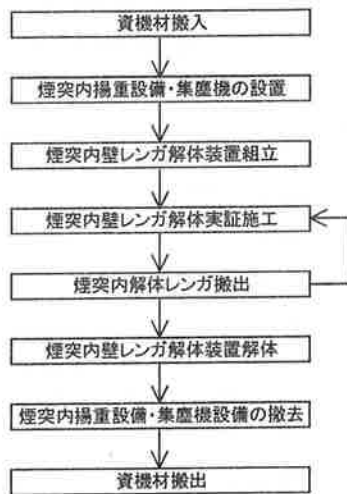 資機材搬入
煙突内揚重設備・集塵機の設置
煙突内壁レンガ解体装置組立
煙突内壁レンガ解体実証施工
煙突内解体レンガ搬出
煙突内壁レンガ解体装置解体
煙突内揚重設備・集塵機設備の撤去
資機材搬出